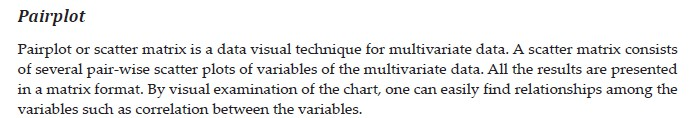 Pairplot
Pairplot or scatter matrix is a data visual technique for multivariate data. A scatter matrix consists
of several pair-wise scatter plots of variables of the multivariate data. All the results are presented
in a matrix format. By visual examination of the chart, one can easily find relationships among the
variables such as correlation between the variables.